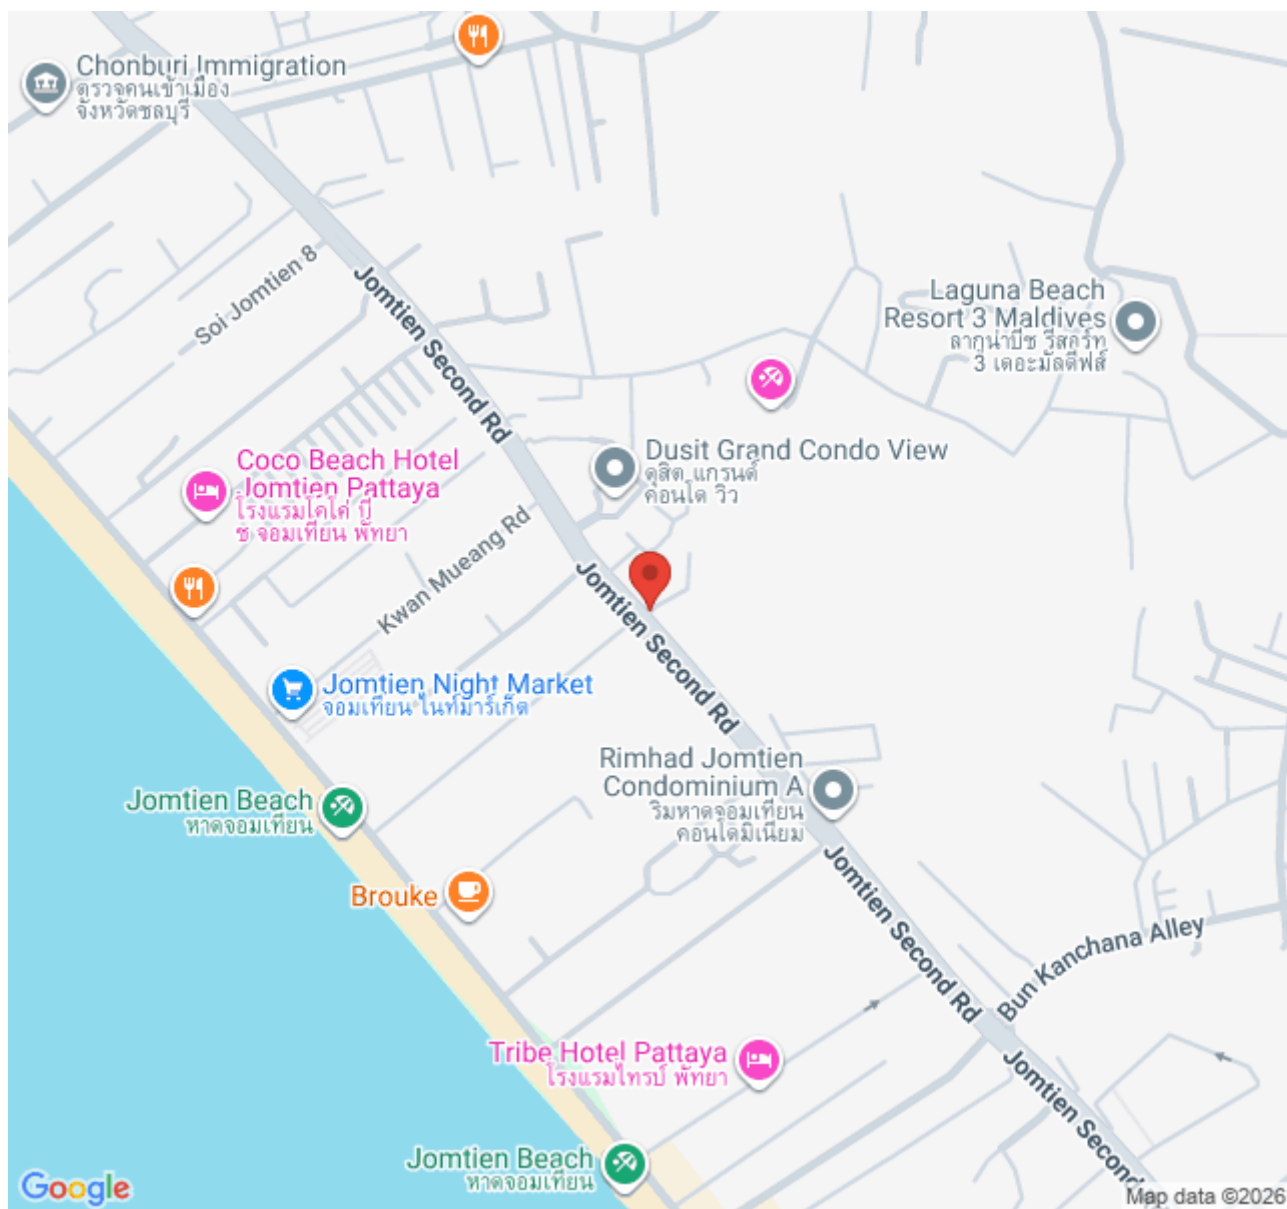 Chonburi Immigration
ตรวจคนเข้าเมือง
จังหวัดชลบุรี
Soi Jomtien 8
Jomtien Second Rd
Laguna Beach
Resort 3 Maldives
ลากูน่าบีช รีสอร์ท
3 เดอะมัลดีฟส์
Dusit Grand Condo View
ดุสิต แกรนด์
คอนโด วิว
Coco Beach Hotel
Jomtien Pattaya
โรงแรมโคโค่ บี
ช จอมเทียน พัทยา
Kwan Mueang Rd
Jomtien Second Rd
Jomtien Night Market
จอมเทียน ไนท์มาร์เก็ต
Rimhad Jomtien
Condominium A
ริมหาดจอมเทียน
คอนโดมิเนียม
Jomtien Beach
หาดจอมเทียน
Brouke
Jomtien Second Rd
Bun Kanchana Alley
Tribe Hotel Pattaya
โรงแรมไทรบ์ พัทยา
Jomtien Second
Jomtien Beach
หาดจอมเทียน
Google
Map data ©2026